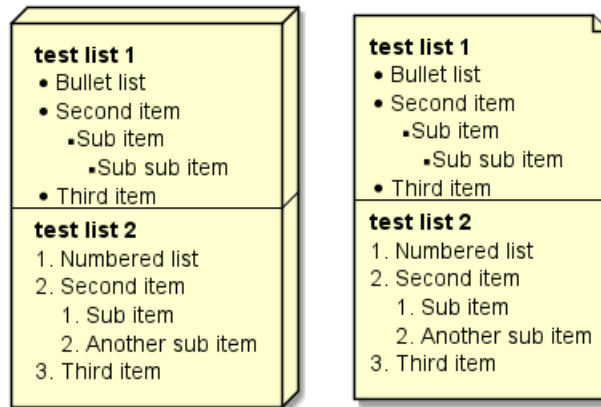 test list 1
• Bullet list
• Second item
▪Sub item
▪Sub sub item
• Third item
test list 2
1. Numbered list
2. Second item
1. Sub item
2. Another sub item
3. Third item
test list 1
• Bullet list
• Second item
▪Sub item
▪Sub sub item
• Third item
test list 2
1. Numbered list
2. Second item
1. Sub item
2. Another sub item
3. Third item